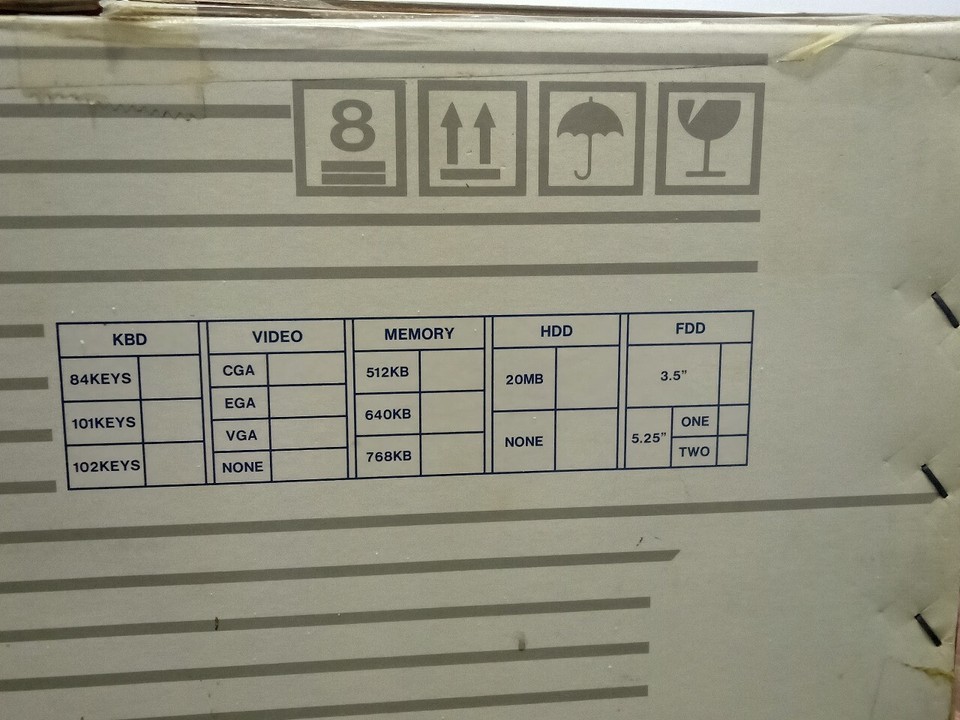 8
KBD VIDEO MEMORY HDD FDD
84KEYS CGA 512KB 20MB 3.5”
101KEYS EGA 640KB NONE 5.25” ONE
102KEYS VGA 768KB TWO
NONE